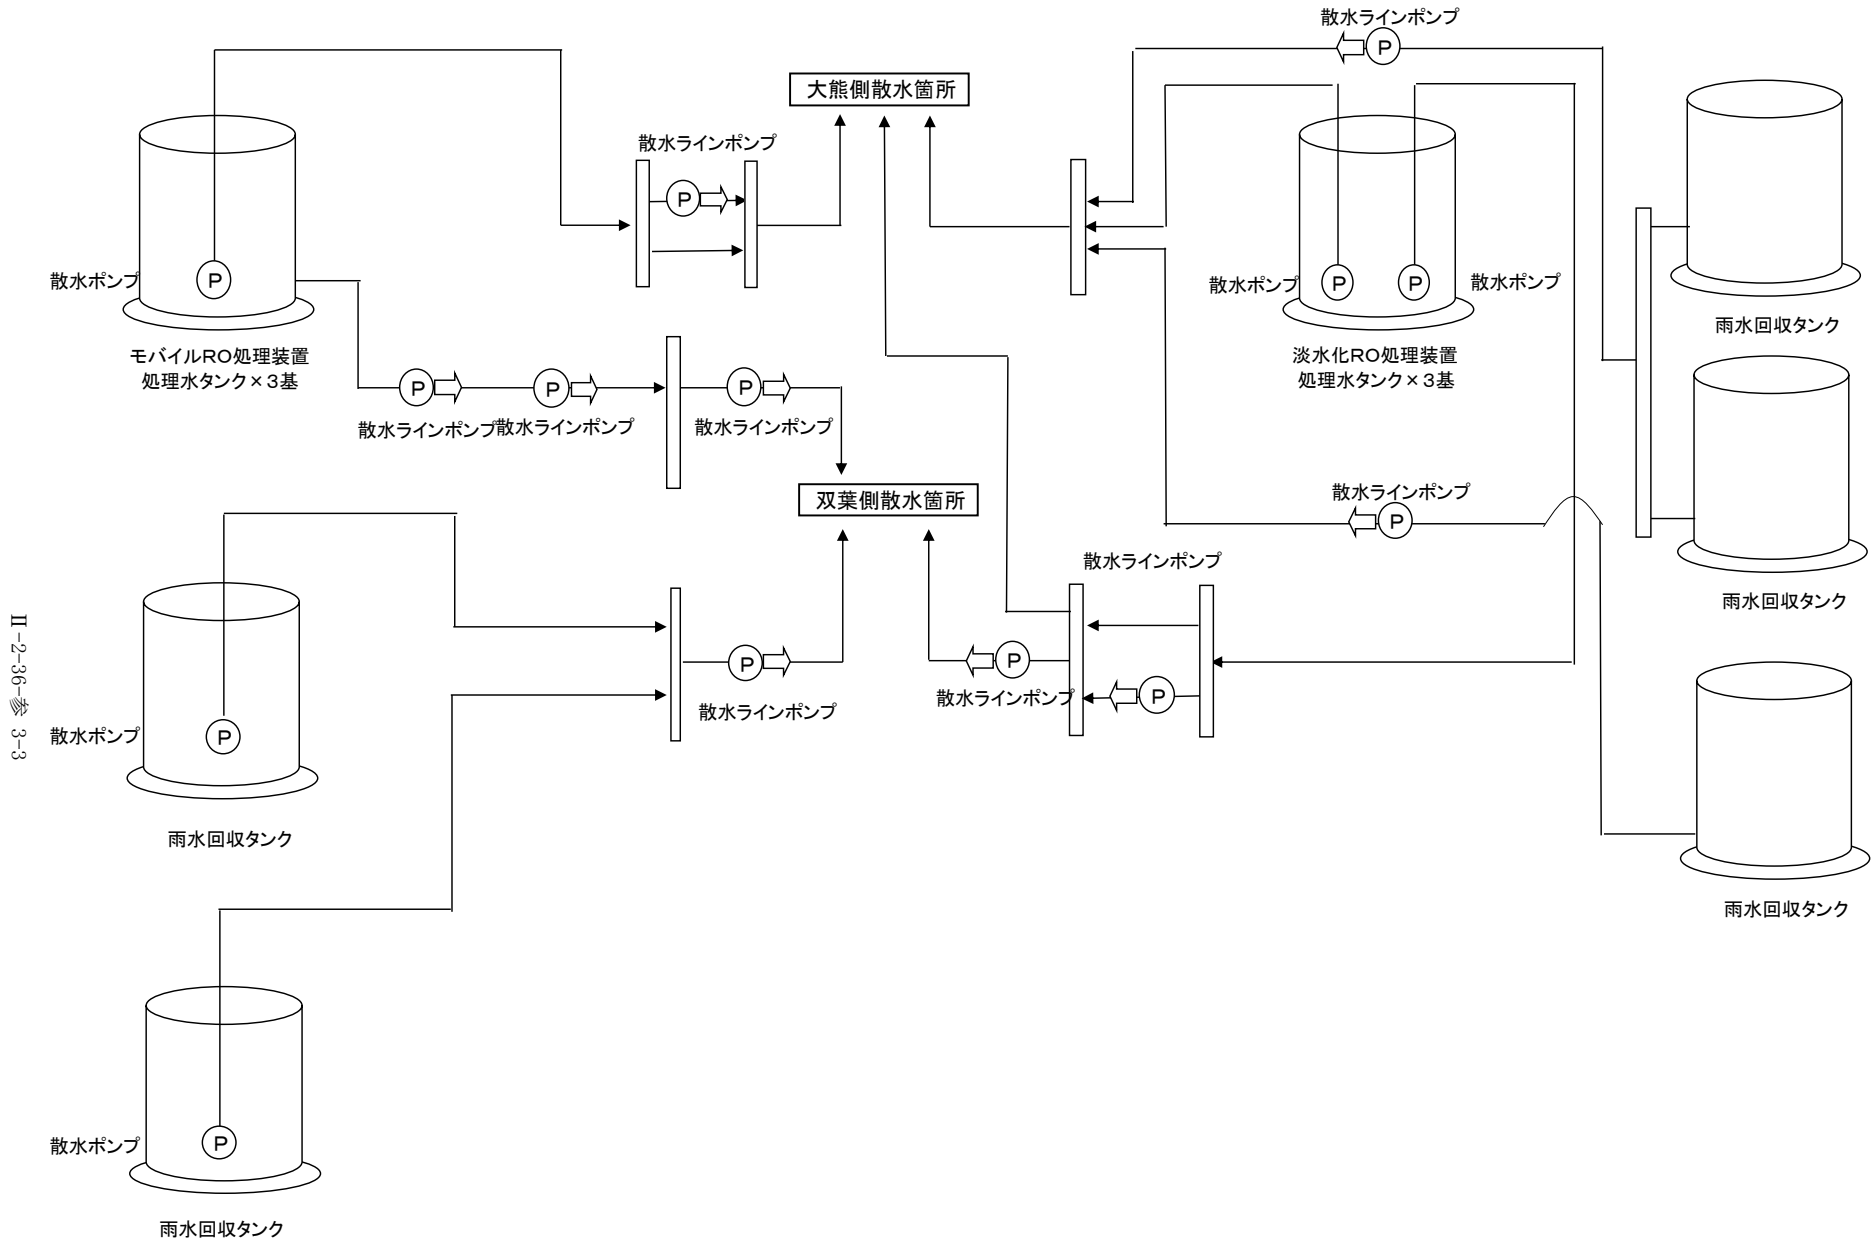 散水ラインポンプ
P
大熊側散水箇所
散水ラインポンプ
P
散水ポンプ
P
モバイルRO処理装置
処理水タンク×3基
散水ポンプ
P
P
散水ポンプ
淡水化RO処理装置
処理水タンク×3基
雨水回収タンク
P
P
P
散水ラインポンプ
散水ラインポンプ
散水ラインポンプ
双葉側散水箇所
散水ラインポンプ
P
散水ラインポンプ
雨水回収タンク
P
散水ラインポンプ
P
散水ラインポンプ
P
散水ポンプ
P
雨水回収タンク
雨水回収タンク
散水ポンプ
P
雨水回収タンク
Ⅱ-2-36-参 3-3